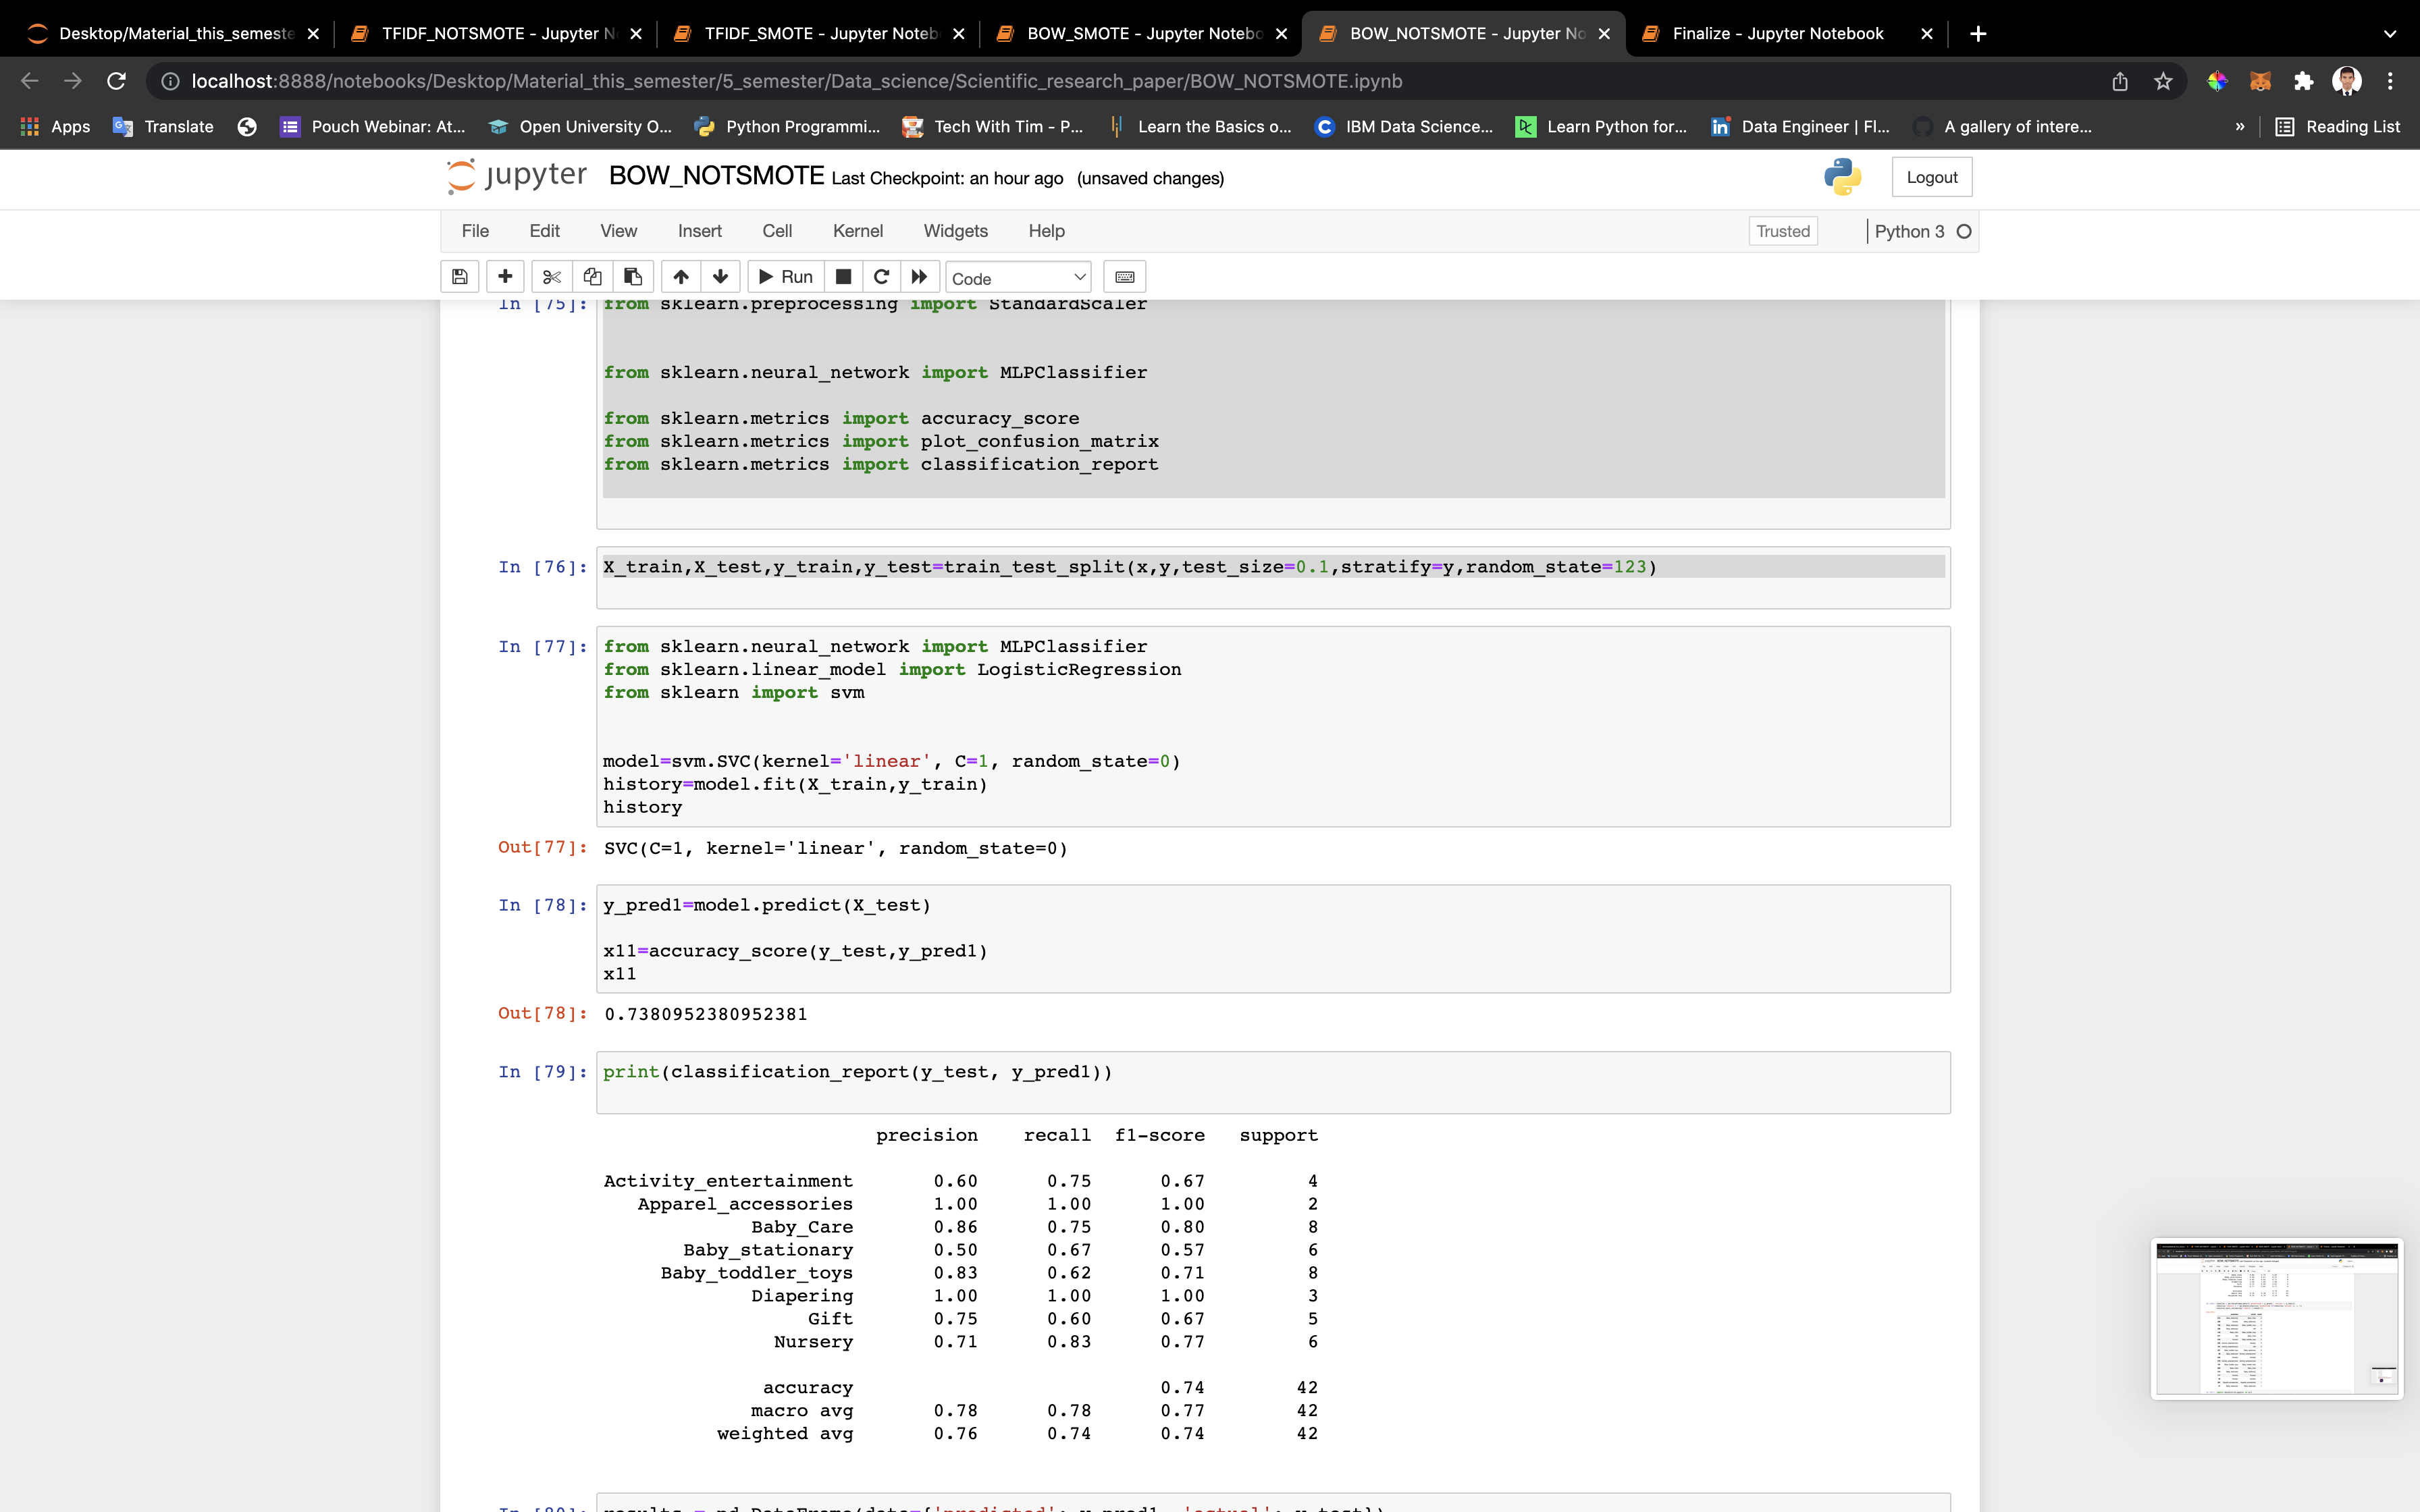 Desktop/Material_this_semeste
TFIDF_NOTSMOTE - Jupyter N
TFIDF_SMOTE - Jupyter Noteb
BOW_SMOTE - Jupyter Notebo
BOW_NOTSMOTE - Jupyter No
Finalize - Jupyter Notebook
localhost:8888/notebooks/Desktop/Material_this_semester/5_semester/Data_science/Scientific_research_paper/BOW_NOTSMOTE.ipynb
Apps Translate Pouch Webinar: At... Open University O... Python Programmi... Tech With Tim - P... Learn the Basics o... IBM Data Science... Learn Python for... Data Engineer | Fl... A gallery of intere... » Reading List
jupyter BOW_NOTSMOTE Last Checkpoint: an hour ago (unsaved changes) Logout
File Edit View Insert Cell Kernel Widgets Help Trusted Python 3
Run Code
In [75]: from sklearn.preprocessing import StandardScaler
from sklearn.neural_network import MLPClassifier
from sklearn.metrics import accuracy_score
from sklearn.metrics import plot_confusion_matrix
from sklearn.metrics import classification_report
In [76]: X_train,X_test,y_train,y_test=train_test_split(x,y,test_size=0.1,stratify=y,random_state=123)
In [77]: from sklearn.neural_network import MLPClassifier
from sklearn.linear_model import LogisticRegression
from sklearn import svm
model=svm.SVC(kernel='linear', C=1, random_state=0)
history=model.fit(X_train,y_train)
history
Out[77]: SVC(C=1, kernel='linear', random_state=0)
In [78]: y_pred1=model.predict(X_test)
x11=accuracy_score(y_test,y_pred1)
x11
Out[78]: 0.7380952380952381
In [79]: print(classification_report(y_test, y_pred1))
precision recall f1-score support
Activity_entertainment 0.60 0.75 0.67 4
Apparel_accessories 1.00 1.00 1.00 2
Baby_Care 0.86 0.75 0.80 8
Baby_stationary 0.50 0.67 0.57 6
Baby_toddler_toys 0.83 0.62 0.71 8
Diapering 1.00 1.00 1.00 3
Gift 0.75 0.60 0.67 5
Nursery 0.71 0.83 0.77 6
accuracy 0.74 42
macro avg 0.78 0.78 0.77 42
weighted avg 0.76 0.74 0.74 42
In [80]: results = pd.DataFrame(data={'predicted': y_pred1, 'actual': y_test})